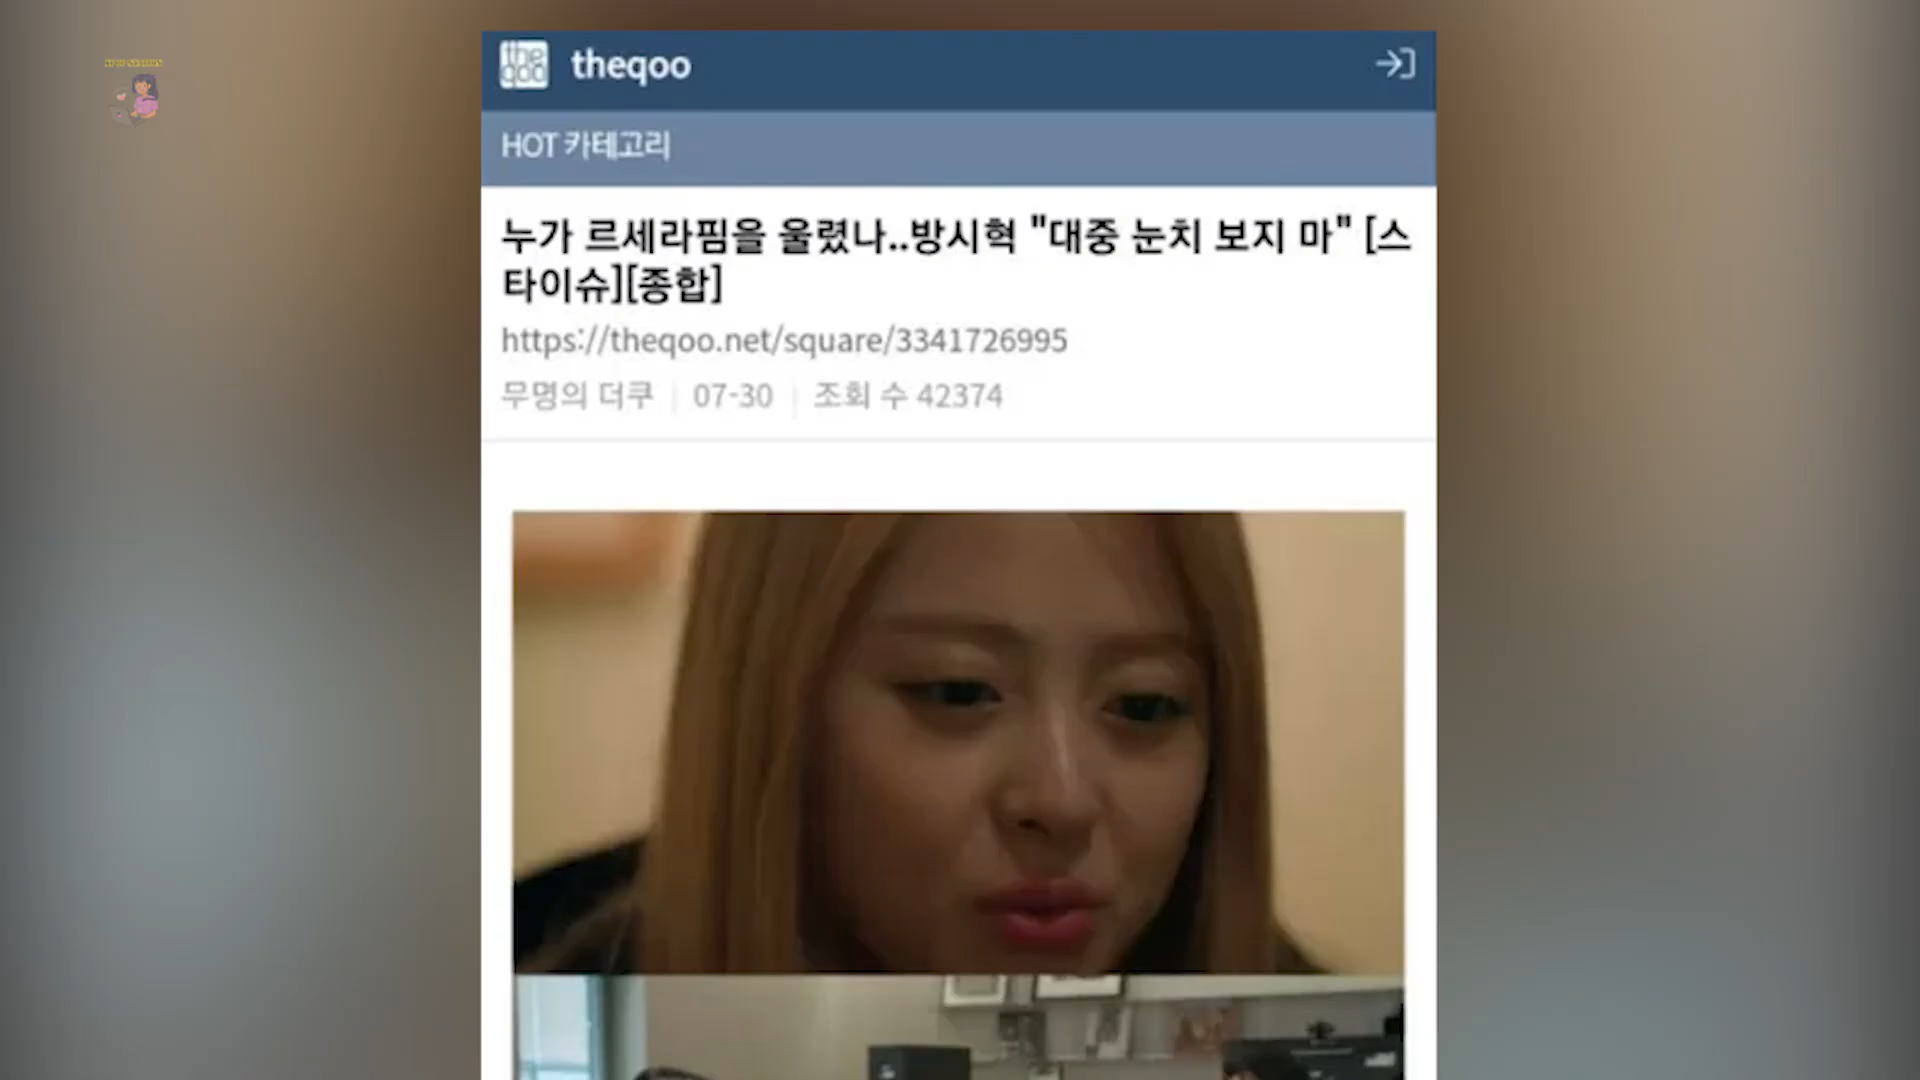 theqoo
HOT 카테고리
누가 르세라핌을 울렸나..방시혁 "대중 눈치 보지 마" [스
타이슈][종합]
https://theqoo.net/square/3341726995
무명의 더쿠 | 07-30 | 조회 수 42374